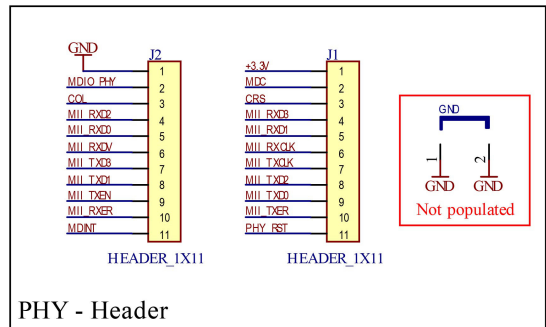 GND
J2
1
MDIO_PHY 2
COL 3
MII_RXD2 4
MII_RXD0 5
MII_RXDV 6
MII_TXD3 7
MII_TXD1 8
MII_TXEN 9
MII_RXER 10
MDINT 11
HEADER_1X11
J1
+3.3V 1
MDC 2
CRS 3
MII_RXD3 4
MII_RXD1 5
MII_RXCLK 6
MII_TXCLK 7
MII_TXD2 8
MII_TXD0 9
MII_TXER 10
PHY_RST 11
HEADER_1X11
GND
1 2
GND GND
Not populated
PHY - Header